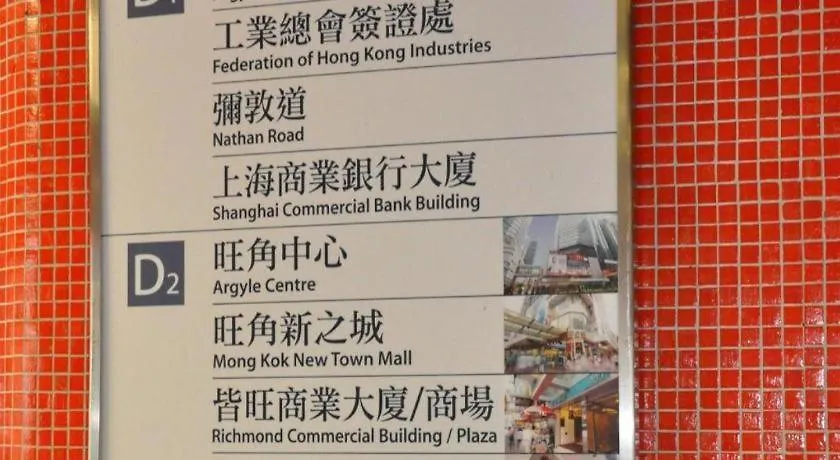 工業總會簽證處
Federation of Hong Kong Industries
彌敦道
Nathan Road
上海商業銀行大廈
Shanghai Commercial Bank Building
D2
旺角中心
Argyle Centre
旺角新之城
Mong Kok New Town Mall
皆旺商業大廈/商場
Richmond Commercial Building / Plaza